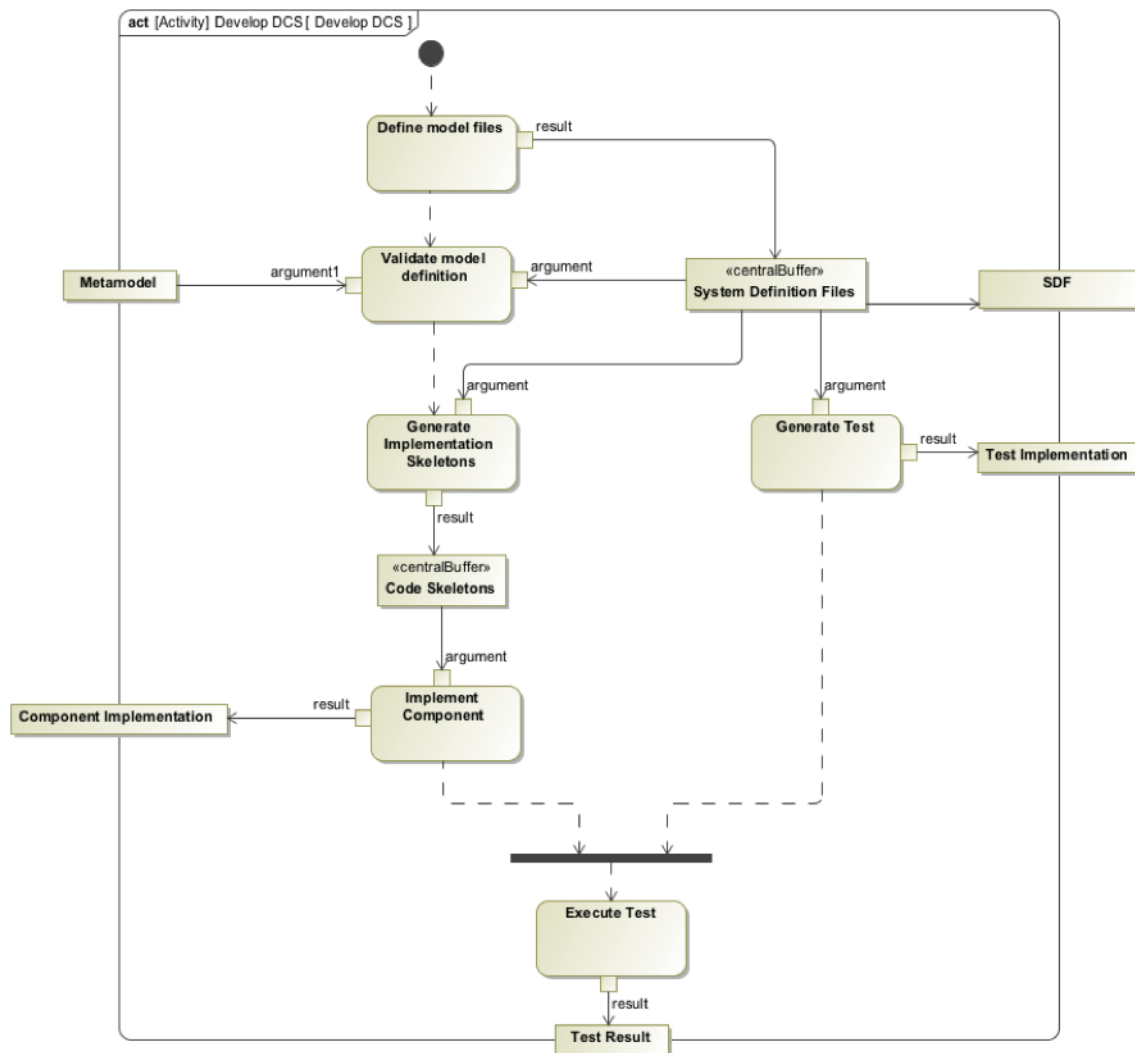 act [Activity] Develop DCS[ Develop DCS ]
Define model files
result
Metamodel
argument1
Validate model
definition
argument
«centralBuffer»
System Definition Files
SDF
argument
Generate
Implementation
Skeletons
argument
Generate Test
result
Test Implementation
result
«centralBuffer»
Code Skeletons
argument
Implement
Component
result
Component Implementation
Execute Test
result
Test Result